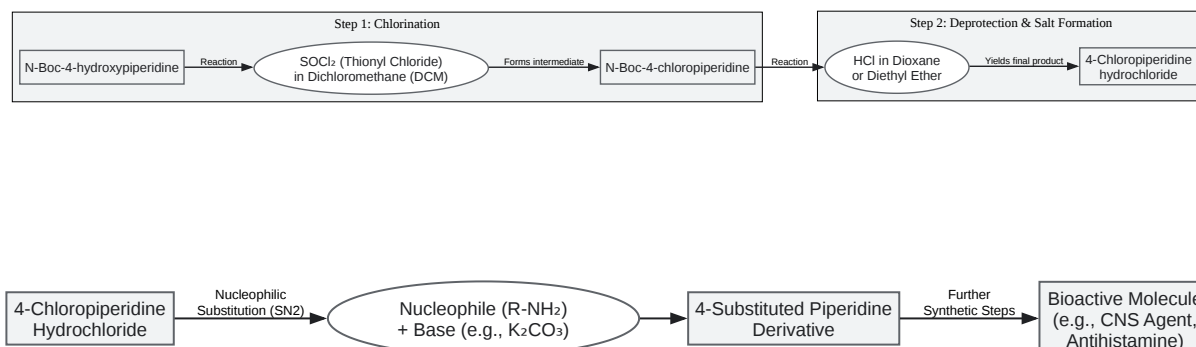 Step 1: Chlorination
N-Boc-4-hydroxypiperidine
Reaction
SOCl₂ (Thionyl Chloride)
in Dichloromethane (DCM)
Forms intermediate
N-Boc-4-chloropiperidine
Reaction
Step 2: Deprotection & Salt Formation
HCl in Dioxane
or Diethyl Ether
Yields final product
4-Chloropiperidine
hydrochloride
4-Chloropiperidine
Hydrochloride
Nucleophilic
Substitution (SN2)
Nucleophile (R-NH₂)
+ Base (e.g., K₂CO₃)
4-Substituted Piperidine
Derivative
Further
Synthetic Steps
Bioactive Molecule
(e.g., CNS Agent,
Antihistamine)